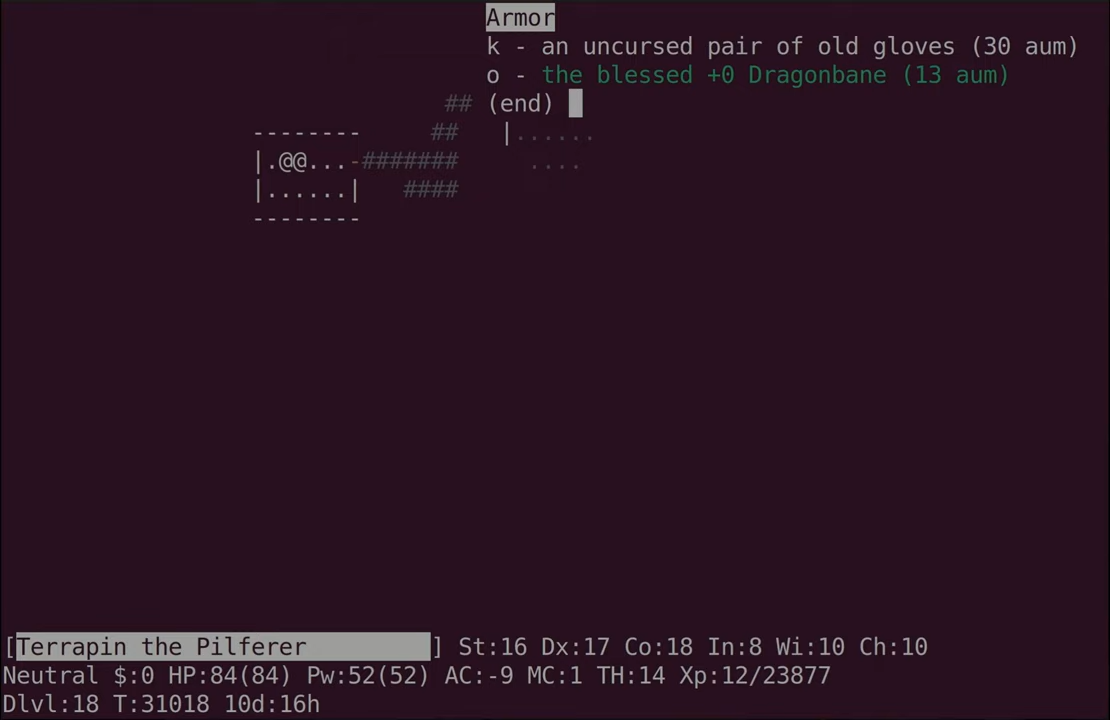 Armor
k - an uncursed pair of old gloves (30 aum)
o - the blessed +0 Dragonbane (13 aum)
## (end)
-------- ## |......
|.@@...-####### ....
|......| ####
--------
[Terrapin the Pilferer ] St:16 Dx:17 Co:18 In:8 Wi:10 Ch:10
Neutral $:0 HP:84(84) Pw:52(52) AC:-9 MC:1 TH:14 Xp:12/23877
Dlvl:18 T:31018 10d:16h